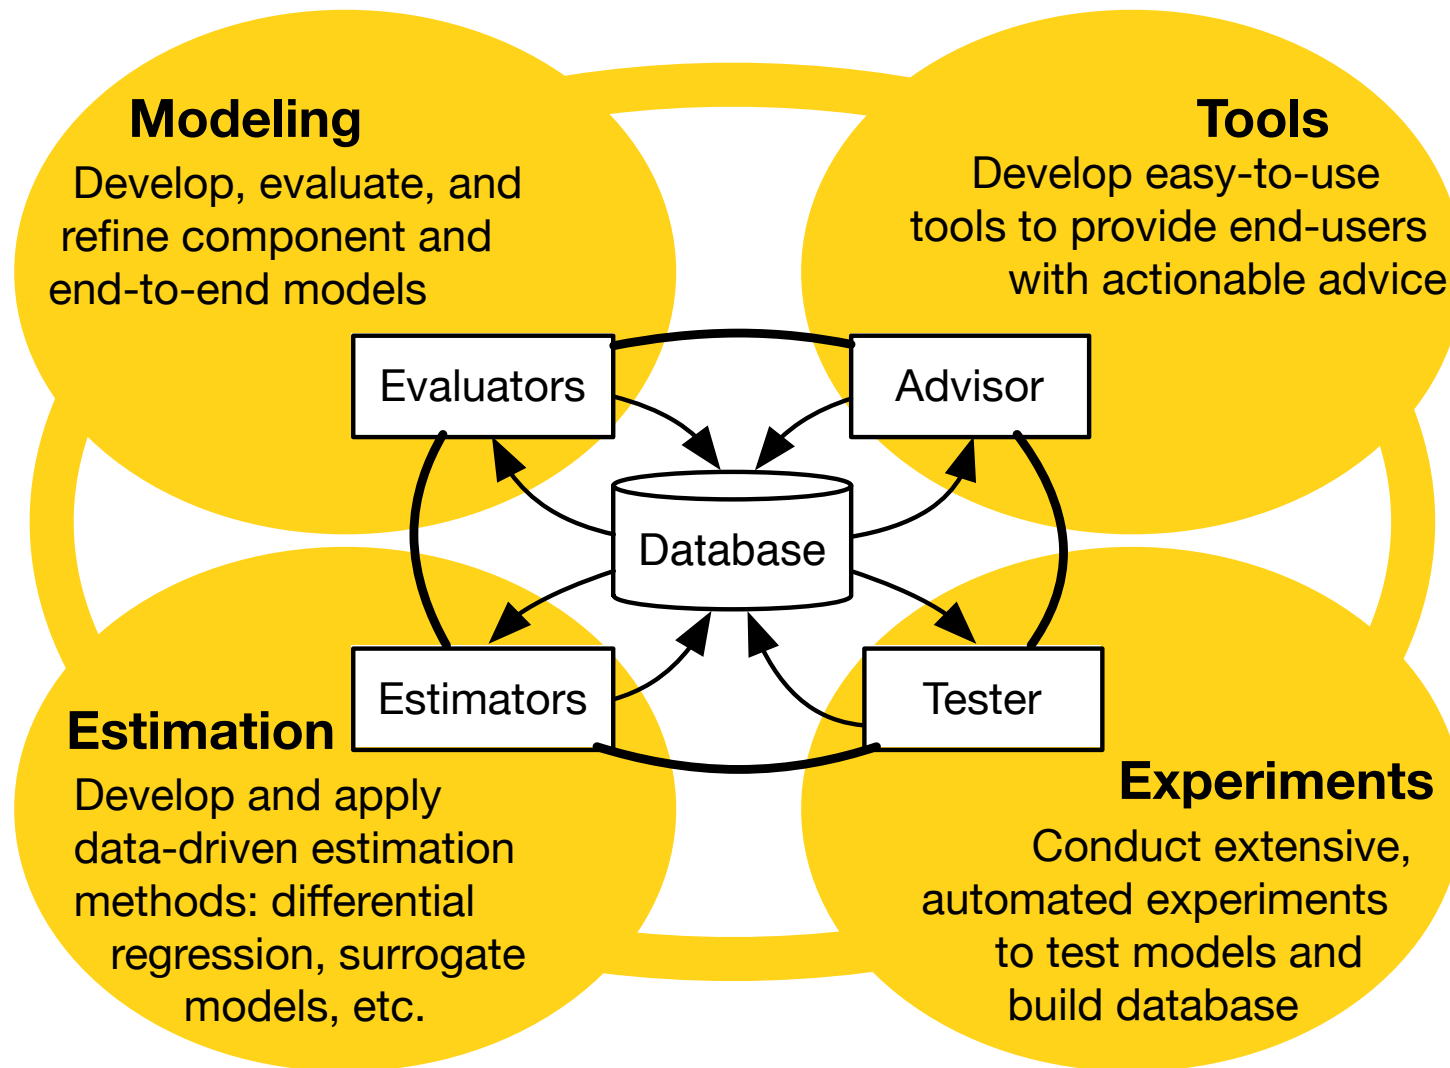 Modeling
Develop, evaluate, and
refine component and
end-to-end models
Tools
Develop easy-to-use
tools to provide end-users
with actionable advice
Evaluators
Advisor
Database
Estimators
Tester
Estimation
Develop and apply
data-driven estimation
methods: differential
regression, surrogate
models, etc.
Experiments
Conduct extensive,
automated experiments
to test models and
build database